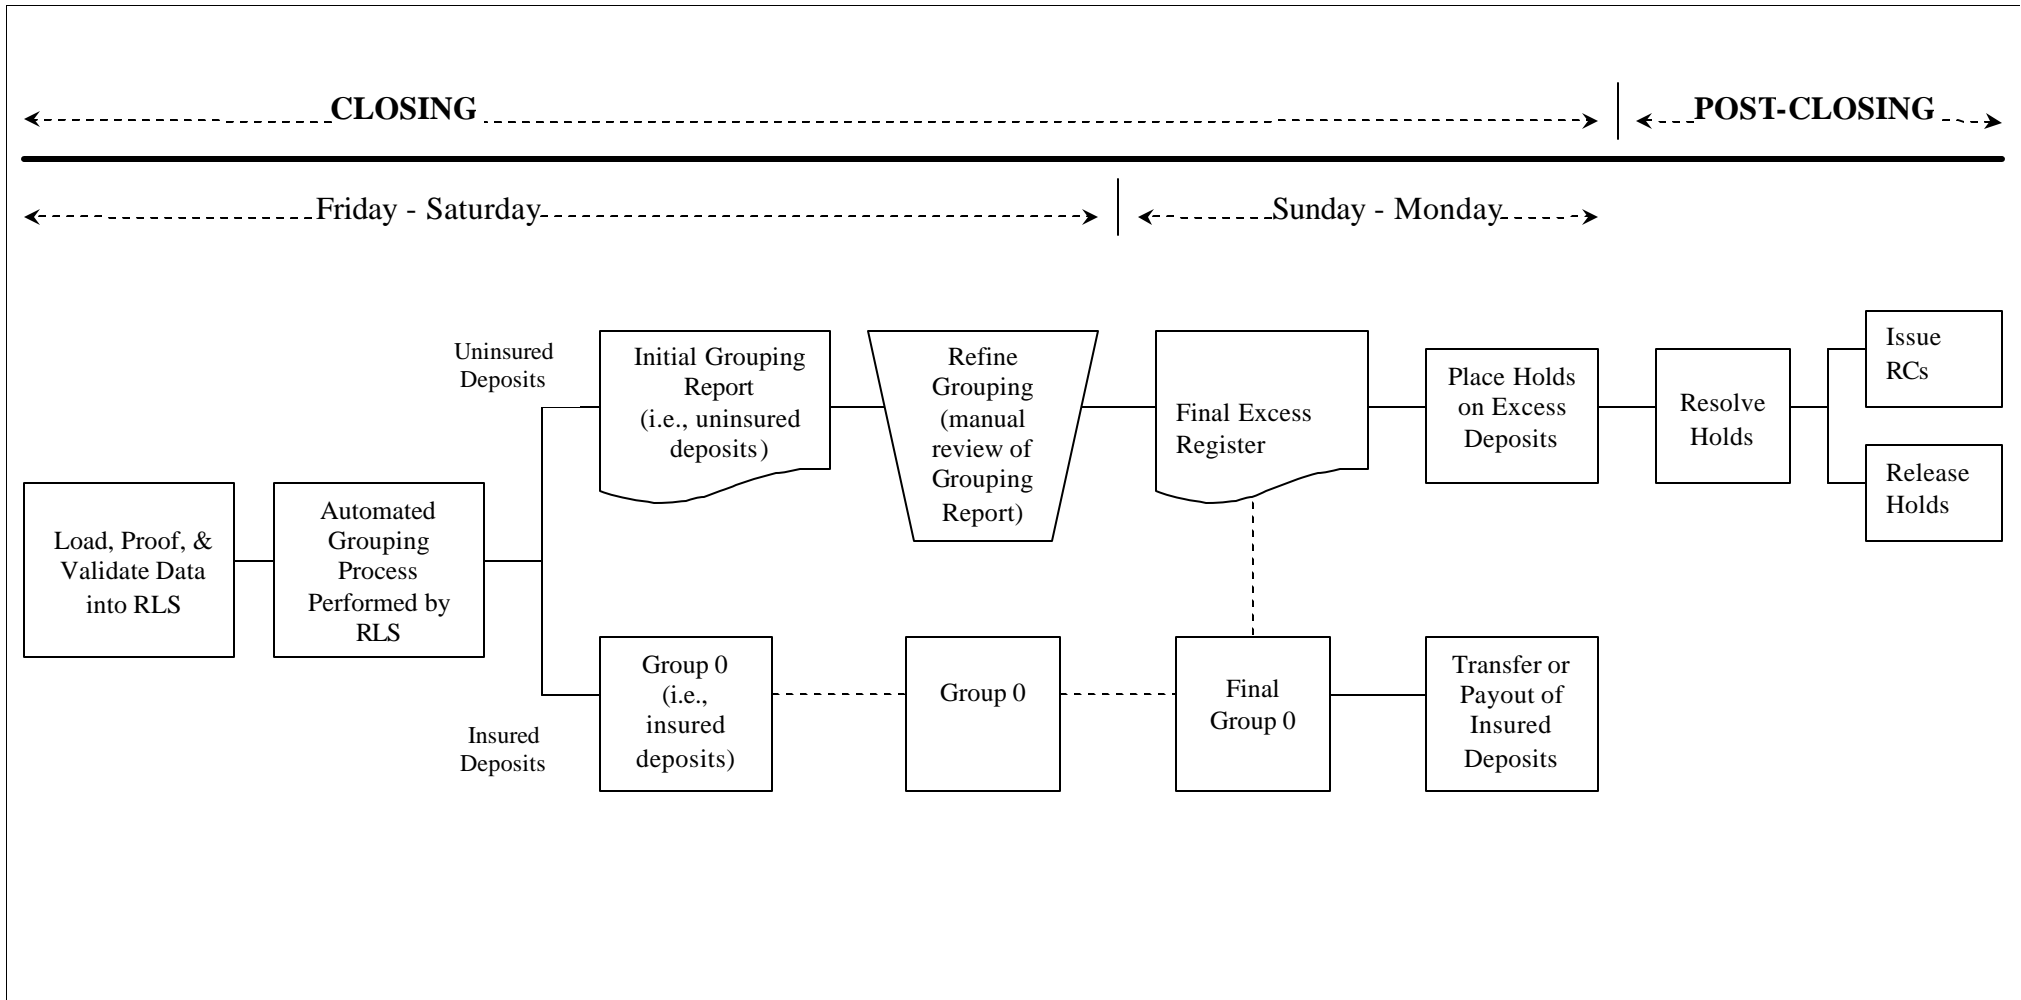 CLOSING
POST-CLOSING
Friday - Saturday
Sunday - Monday
Uninsured
Deposits
Initial Grouping
Report
(i.e., uninsured
deposits)
Refine
Grouping
(manual
review of
Grouping
Report)
Final Excess
Register
Place Holds
on Excess
Deposits
Resolve
Holds
Issue
RCs
Release
Holds
Load, Proof, &
Validate Data
into RLS
Automated
Grouping
Process
Performed by
RLS
Insured
Deposits
Group 0
(i.e.,
insured
deposits)
Group 0
Final
Group 0
Transfer or
Payout of
Insured
Deposits